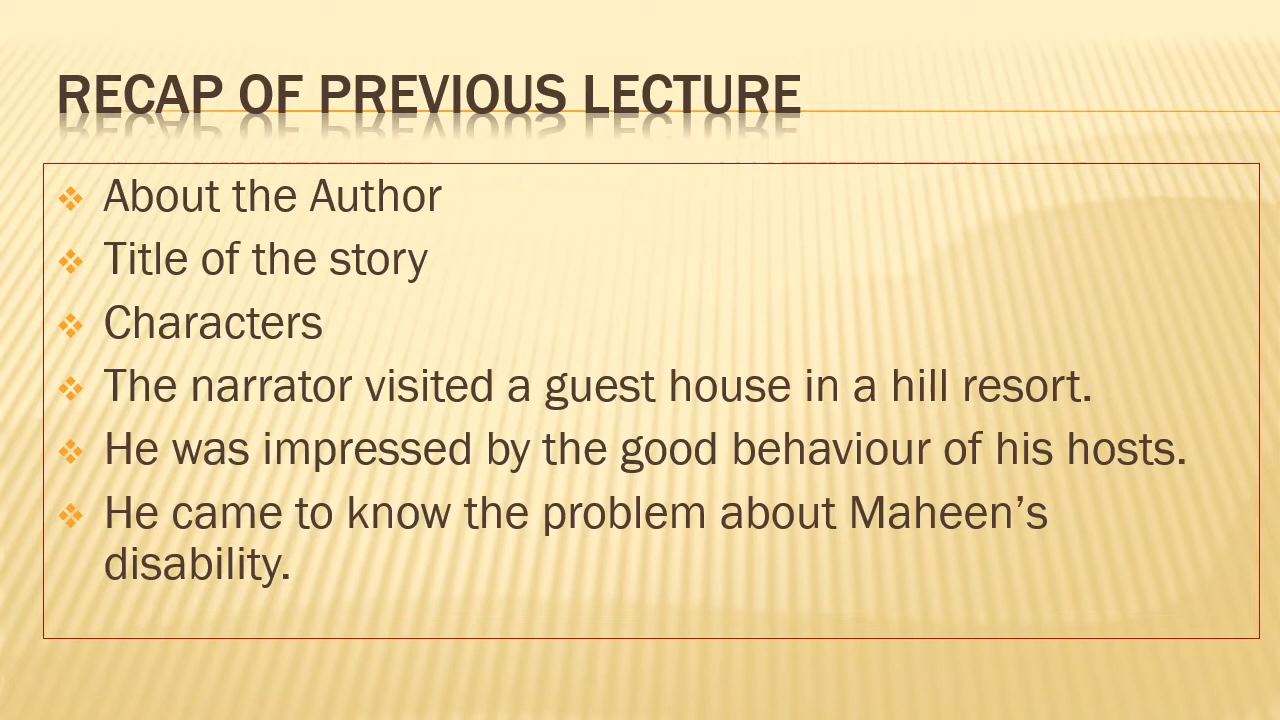 RECAP OF PREVIOUS LECTURE
About the Author
Title of the story
Characters
The narrator visited a guest house in a hill resort.
He was impressed by the good behaviour of his hosts.
He came to know the problem about Maheen’s
disability.